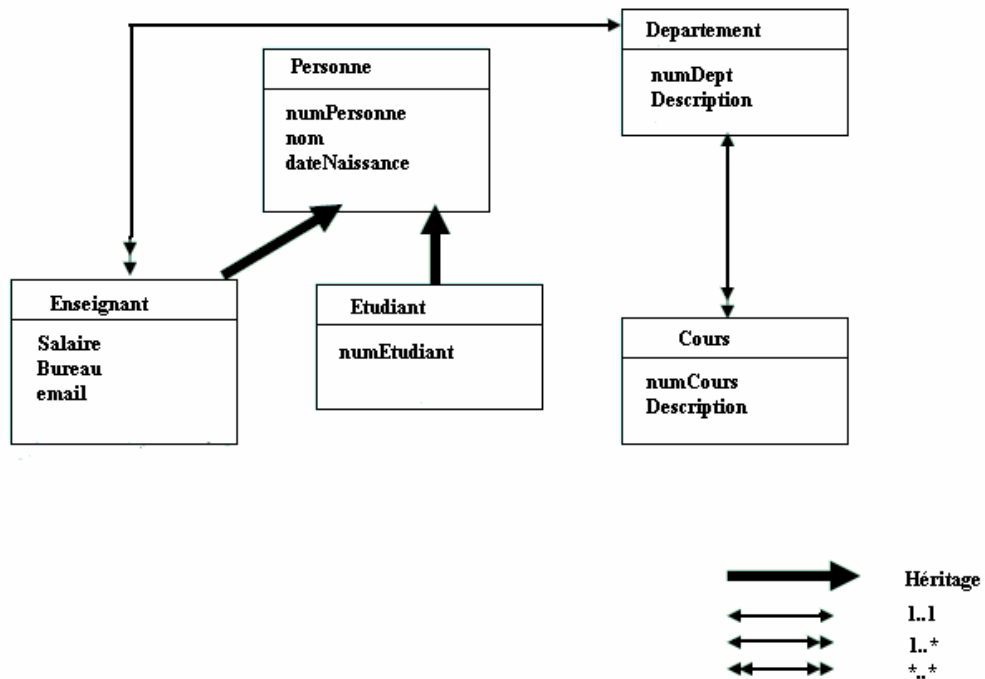 Departement
numDept
Description
Personne
numPersonne
nom
dateNaissance
Enseignant
Salaire
Bureau
email
Etudiant
numEtudiant
Cours
numCours
Description
Héritage
1..1
1..*
*..*